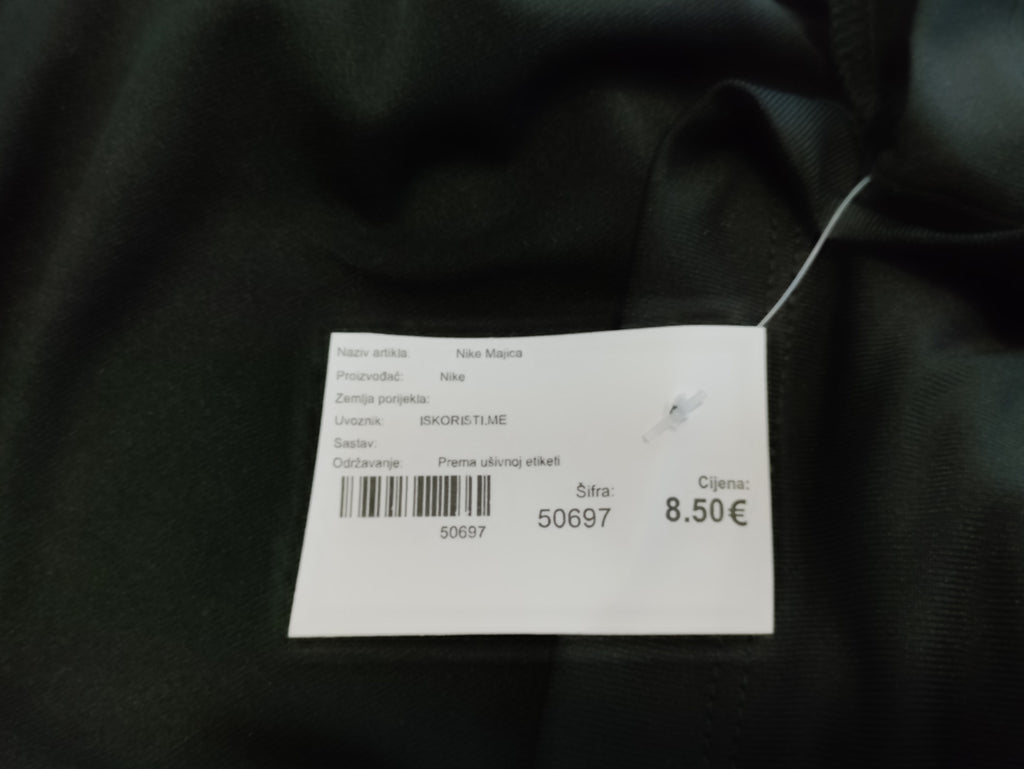 Naziv artikla: Nike Majica
Proizvođač: Nike
Zemlja porijekla:
Uvoznik: ISKORISTI.ME
Sastav:
Održavanje: Prema ušivnoj etiketi
50697
Šifra:
50697
Cijena:
8.50€